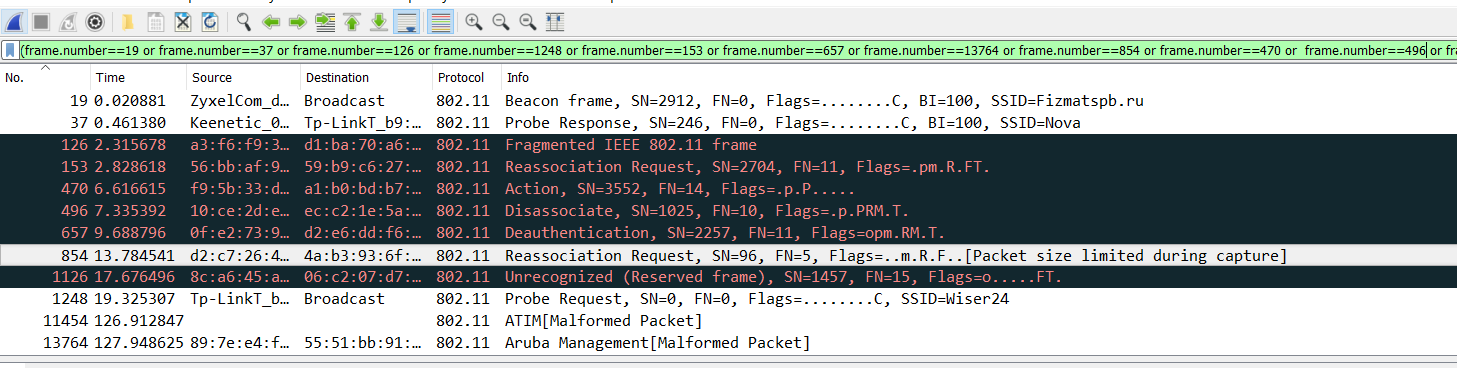 (frame.number==19 or frame.number==37 or frame.number==126 or frame.number==1248 or frame.number==153 or frame.number==657 or frame.number==13764 or frame.number==854 or frame.number==470 or  frame.number==496 or fra
No. Time Source Destination Protocol Info
19 0.020881 ZyxelCom_d… Broadcast 802.11 Beacon frame, SN=2912, FN=0, Flags=........C, BI=100, SSID=Fizmatspb.ru
37 0.461380 Keenetic_0… Tp-LinkT_b9:… 802.11 Probe Response, SN=246, FN=0, Flags=........C, BI=100, SSID=Nova
126 2.315678 a3:f6:f9:3… d1:ba:70:a6:… 802.11 Fragmented IEEE 802.11 frame
153 2.828618 56:bb:af:9… 59:b9:c6:27:… 802.11 Reassociation Request, SN=2704, FN=11, Flags=.pm.R.FT.
470 6.616615 f9:5b:33:d… a1:b0:bd:b7:… 802.11 Action, SN=3552, FN=14, Flags=.p.P.....
496 7.335392 10:ce:2d:e… ec:c2:1e:5a:… 802.11 Disassociate, SN=1025, FN=10, Flags=.p.PRM.T.
657 9.688796 0f:e2:73:9… d2:e6:dd:f6:… 802.11 Deauthentication, SN=2257, FN=11, Flags=opm.RM.T.
854 13.784541 d2:c7:26:4… 4a:b3:93:6f:… 802.11 Reassociation Request, SN=96, FN=5, Flags=..m.R.F..[Packet size limited during capture]
1126 17.676496 8c:a6:45:a… 06:c2:07:d7:… 802.11 Unrecognized (Reserved frame), SN=1457, FN=15, Flags=o.....FT.
1248 19.325307 Tp-LinkT_b… Broadcast 802.11 Probe Request, SN=0, FN=0, Flags=........C, SSID=Wiser24
11454 126.912847 802.11 ATIM[Malformed Packet]
13764 127.948625 89:7e:e4:f… 55:51:bb:91:… 802.11 Aruba Management[Malformed Packet]